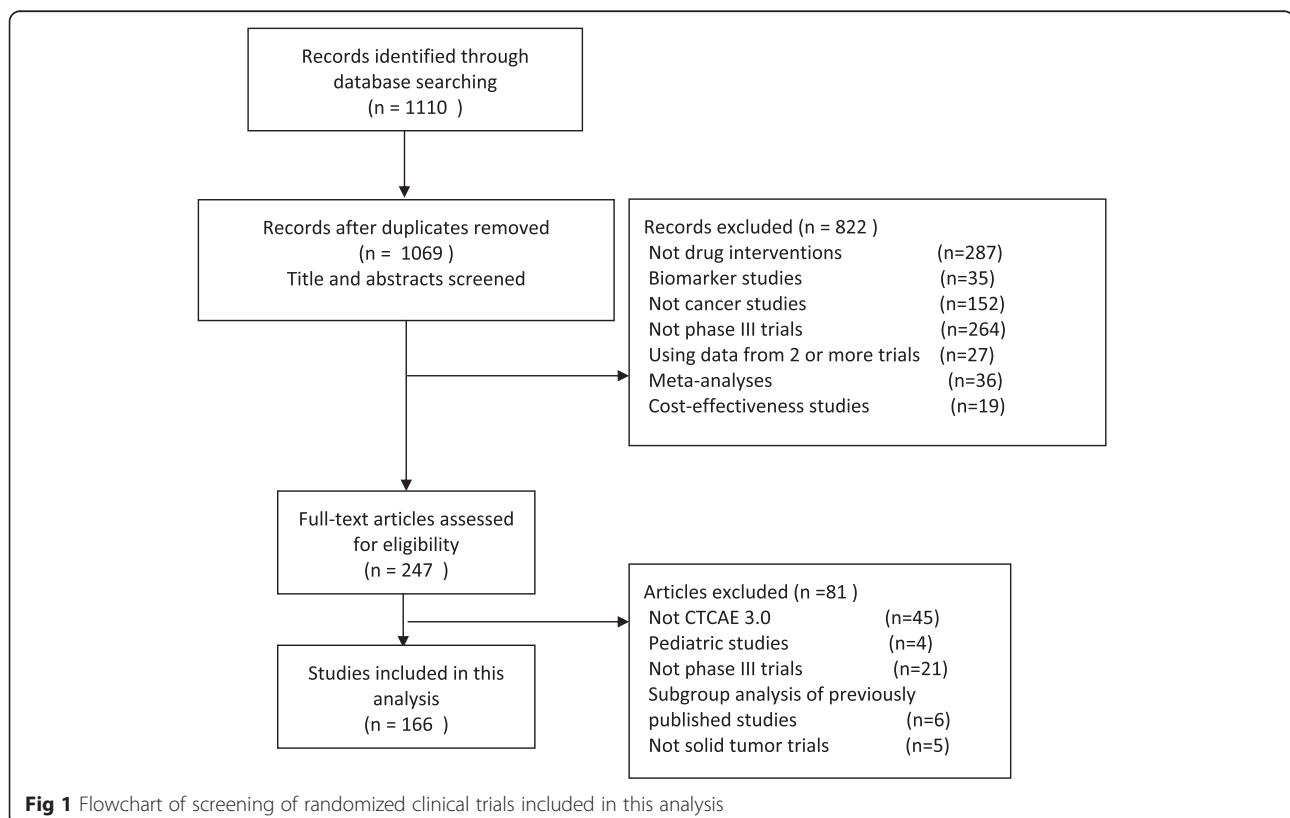 Records identified through
database searching
(n = 1110  )
Records after duplicates removed
(n =  1069)
Title and abstracts screened
Records excluded (n = 822 )
Not drug interventions (n=287)
Biomarker studies (n=35)
Not cancer studies (n=152)
Not phase III trials (n=264)
Using data from 2 or more trials (n=27)
Meta-analyses (n=36)
Cost-effectiveness studies (n=19)
Full-text articles assessed
for eligibility
(n = 247  )
Articles excluded (n =81 )
Not CTCAE 3.0 (n=45)
Pediatric studies (n=4)
Not phase III trials (n=21)
Subgroup analysis of previously
published studies (n=6)
Not solid tumor trials (n=5)
Studies included in this
analysis
(n = 166  )
Fig 1 Flowchart of screening of randomized clinical trials included in this analysis